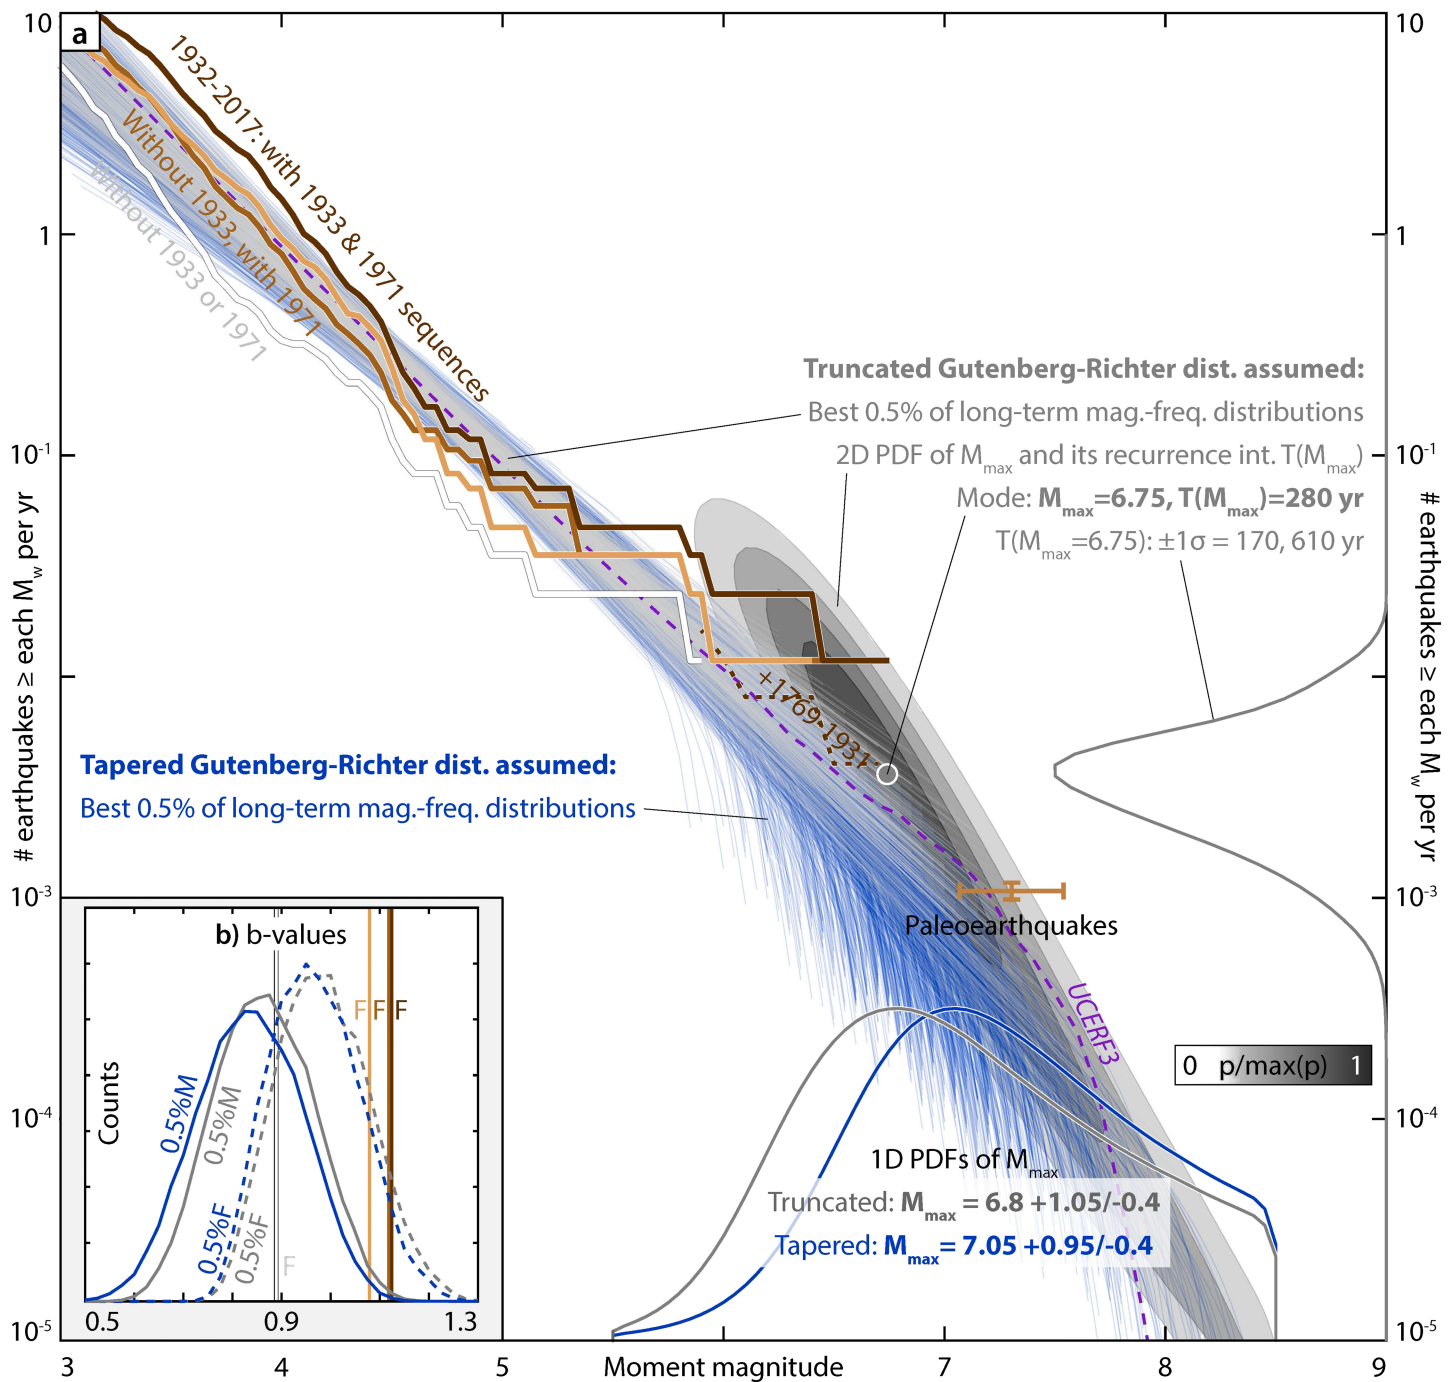 a
10
1
10-1
10-3
10-4
10-5
# earthquakes ≥ each Mw per yr
10
1
10-1
10-3
10-4
10-5
# earthquakes ≥ each Mw per yr
1932-2017: with 1933 & 1971 sequences
Without 1933, with 1971
Without 1933 or 1971
Truncated Gutenberg-Richter dist. assumed:
Best 0.5% of long-term mag.-freq. distributions
2D PDF of Mmax and its recurrence int. T(Mmax)
Mode: Mmax=6.75, T(Mmax)=280 yr
T(Mmax=6.75): ±1σ = 170, 610 yr
+1769-1931
Tapered Gutenberg-Richter dist. assumed:
Best 0.5% of long-term mag.-freq. distributions
Paleoearthquakes
UCERF3
0 p/max(p) 1
1D PDFs of Mmax
Truncated: Mmax = 6.8 +1.05/-0.4
Tapered: Mmax= 7.05 +0.95/-0.4
b) b-values
F F F
Counts
0.5%M
0.5%M
0.5%F
0.5%F
F
0.5 0.9 1.3
3 4 5 Moment magnitude 7 8 9